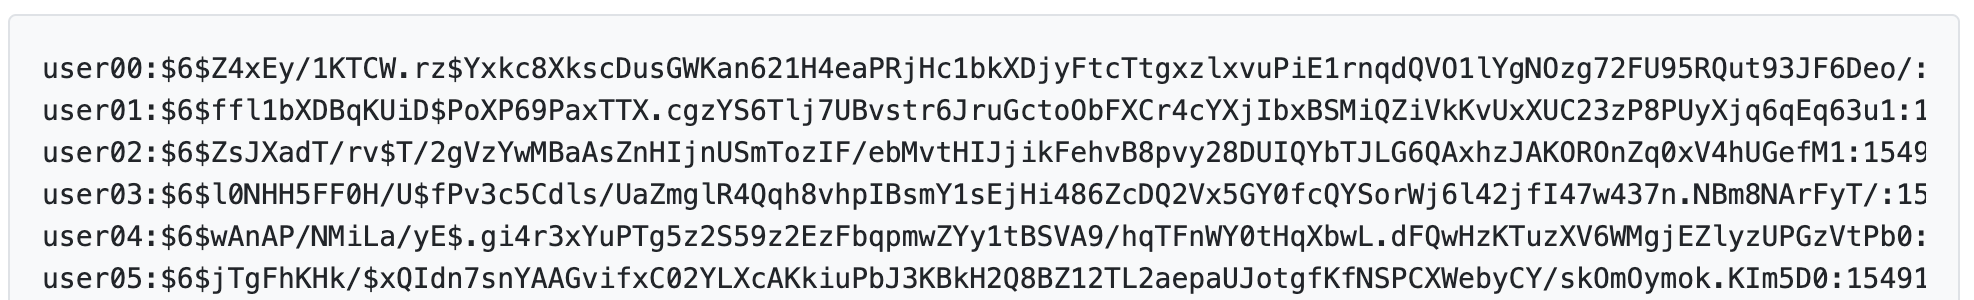 user00:$6$Z4xEy/1KTCW.rz$Yxkc8XkscDusGWKan621H4eaPRjHc1bkXDjyFtcTtgxzlxvuPiE1rnqdQVO1lYgNOzg72FU95RQut93JF6Deo/:
user01:$6$ffl1bXDBqKUiD$PoXP69PaxTTX.cgzYS6Tlj7UBvstr6JruGctoObFXCr4cYXjIbxBSMiQZiVkKvUxXUC23zP8PUyXjq6qEq63u1:1
user02:$6$ZsJXadT/rv$T/2gVzYwMBaAsZnHIjnUSmTozIF/ebMvtHIJjikFehvB8pvy28DUIQYbTJLG6QAxhzJAKOROnZq0xV4hUGefM1:1549
user03:$6$l0NHH5FF0H/U$fPv3c5Cdls/UaZmglR4Qqh8vhpIBsmY1sEjHi486ZcDQ2Vx5GY0fcQYSorWj6l42jfI47w437n.NBm8NArFyT/:15
user04:$6$wAnAP/NMiLa/yE$.gi4r3xYuPTg5z2S59z2EzFbqpmwZYy1tBSVA9/hqTFnWY0tHqXbwL.dFQwHzKTuzXV6WMgjEZlyzUPGzVtPb0:
user05:$6$jTgFhKHk/$xQIdn7snYAAGvifxC02YLXcAKkiuPbJ3KBkH2Q8BZ12TL2aepaUJotgfKfNSPCXWebyCY/skOmOymok.KIm5D0:15491